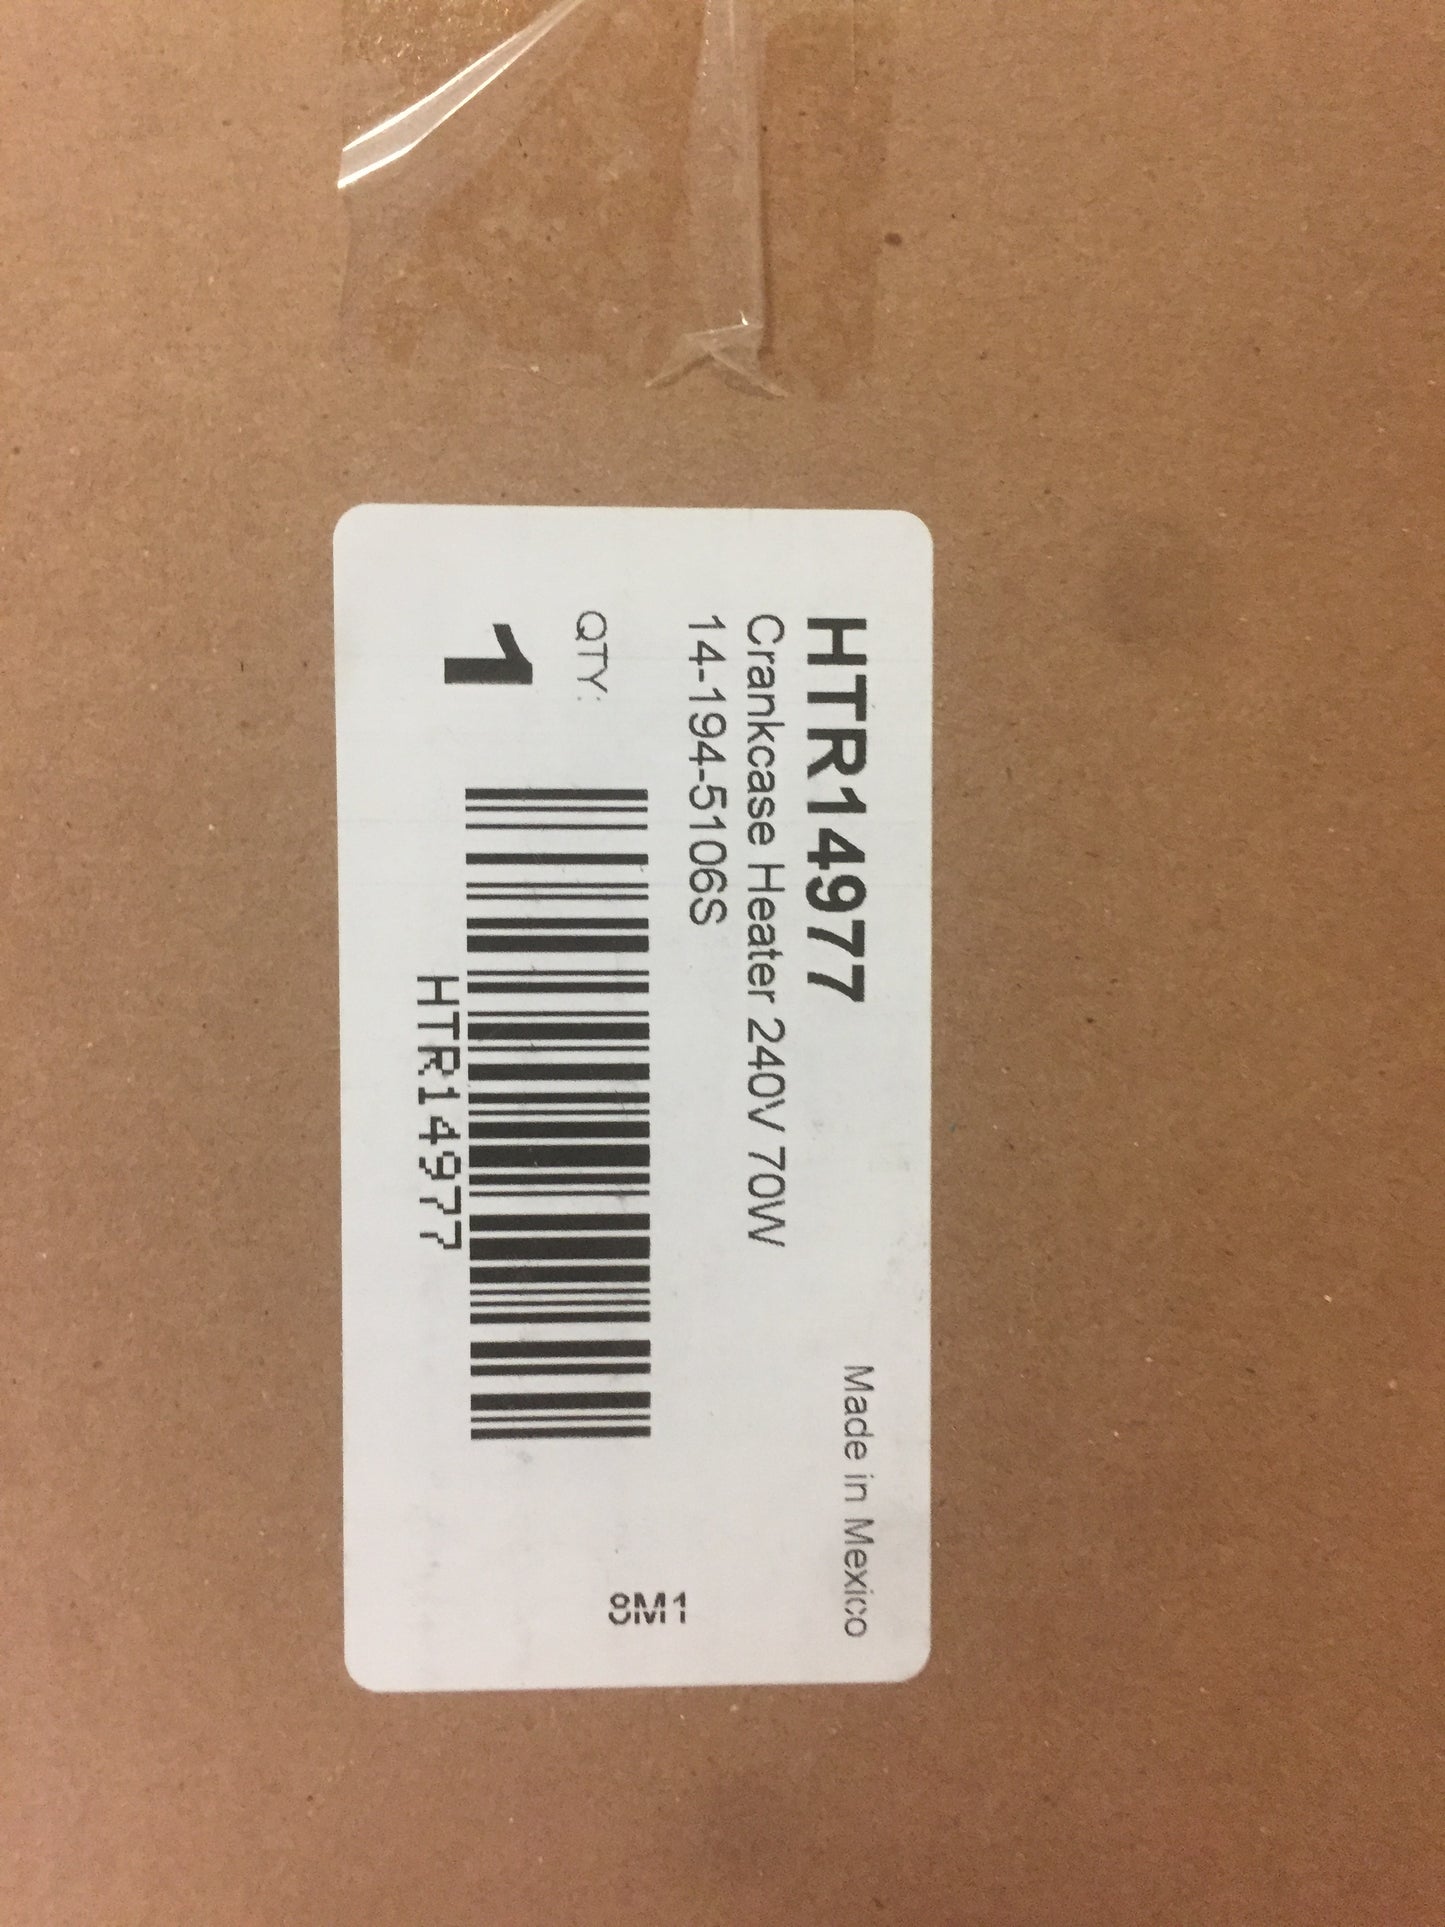 HTR14977
Made in Mexico
Crankcase Heater 240V 70W
14-194-5106S
QTY:
1
HTR14977
8M1